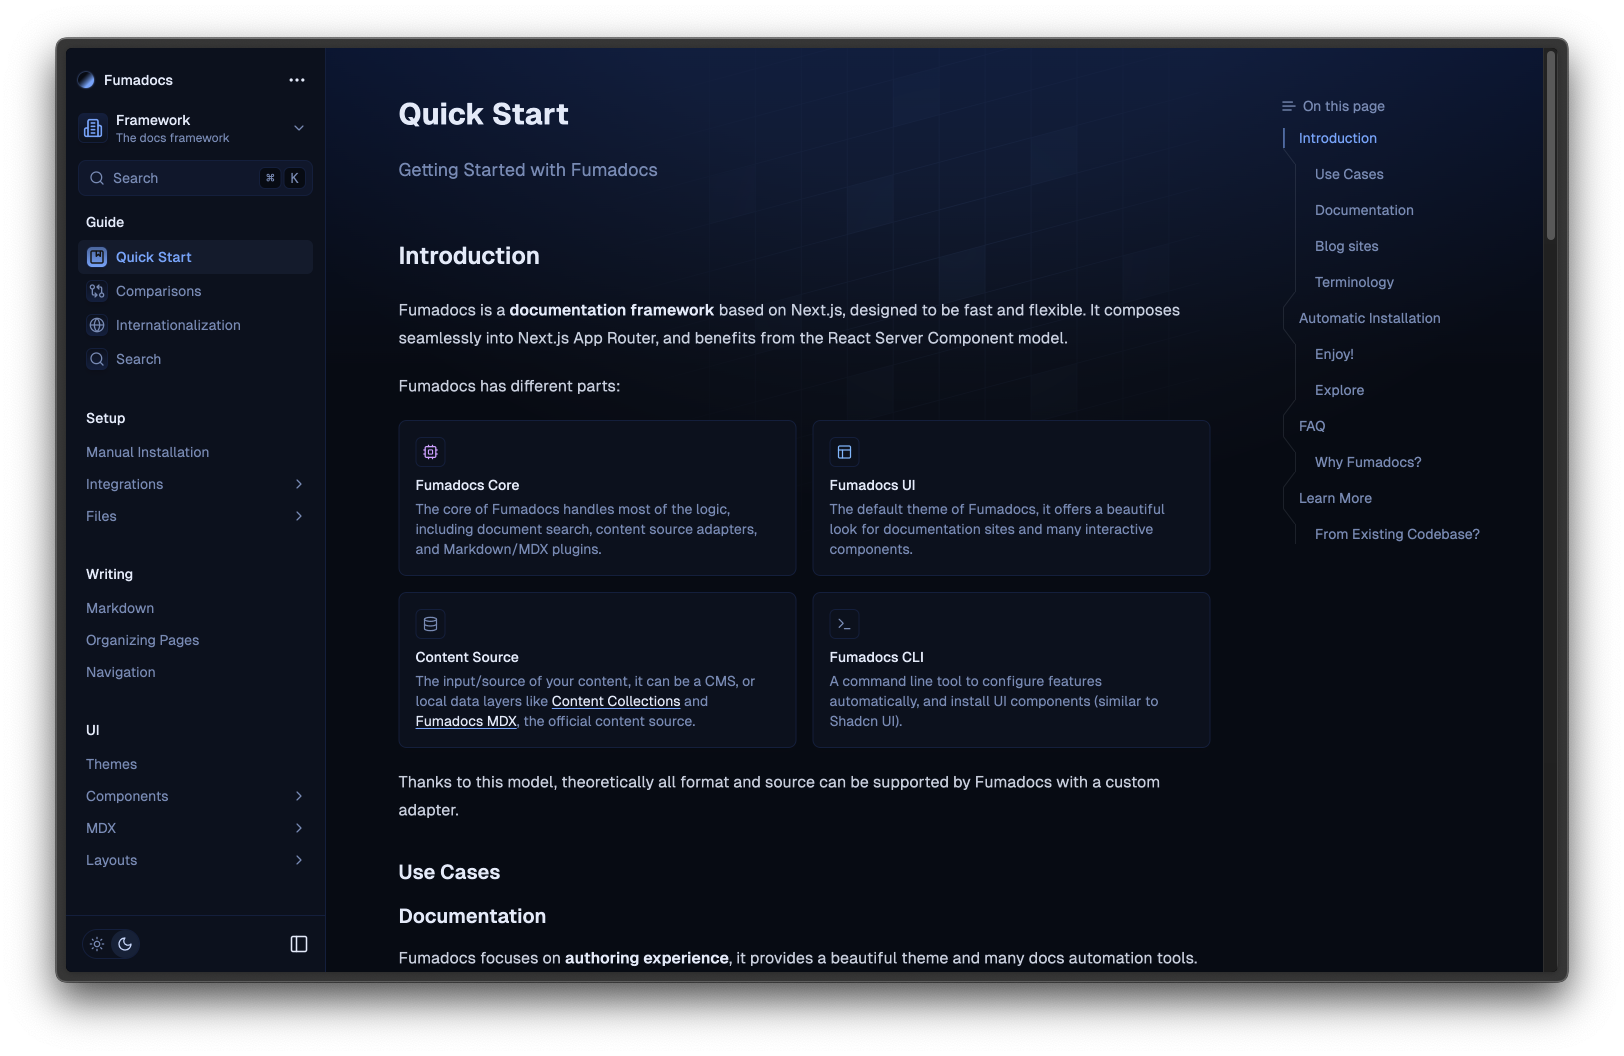 Fumadocs
Framework
The docs framework
Search ⌘ K
Guide
Quick Start
Comparisons
Internationalization
Search
Setup
Manual Installation
Integrations
Files
Writing
Markdown
Organizing Pages
Navigation
UI
Themes
Components
MDX
Layouts
Quick Start
Getting Started with Fumadocs
Introduction
Fumadocs is a documentation framework based on Next.js, designed to be fast and flexible. It composes
seamlessly into Next.js App Router, and benefits from the React Server Component model.
Fumadocs has different parts:
Fumadocs Core
The core of Fumadocs handles most of the logic,
including document search, content source adapters,
and Markdown/MDX plugins.
Fumadocs UI
The default theme of Fumadocs, it offers a beautiful
look for documentation sites and many interactive
components.
Content Source
The input/source of your content, it can be a CMS, or
local data layers like Content Collections and
Fumadocs MDX, the official content source.
Fumadocs CLI
A command line tool to configure features
automatically, and install UI components (similar to
Shadcn UI).
Thanks to this model, theoretically all format and source can be supported by Fumadocs with a custom
adapter.
Use Cases
Documentation
Fumadocs focuses on authoring experience, it provides a beautiful theme and many docs automation tools.
On this page
Introduction
Use Cases
Documentation
Blog sites
Terminology
Automatic Installation
Enjoy!
Explore
FAQ
Why Fumadocs?
Learn More
From Existing Codebase?